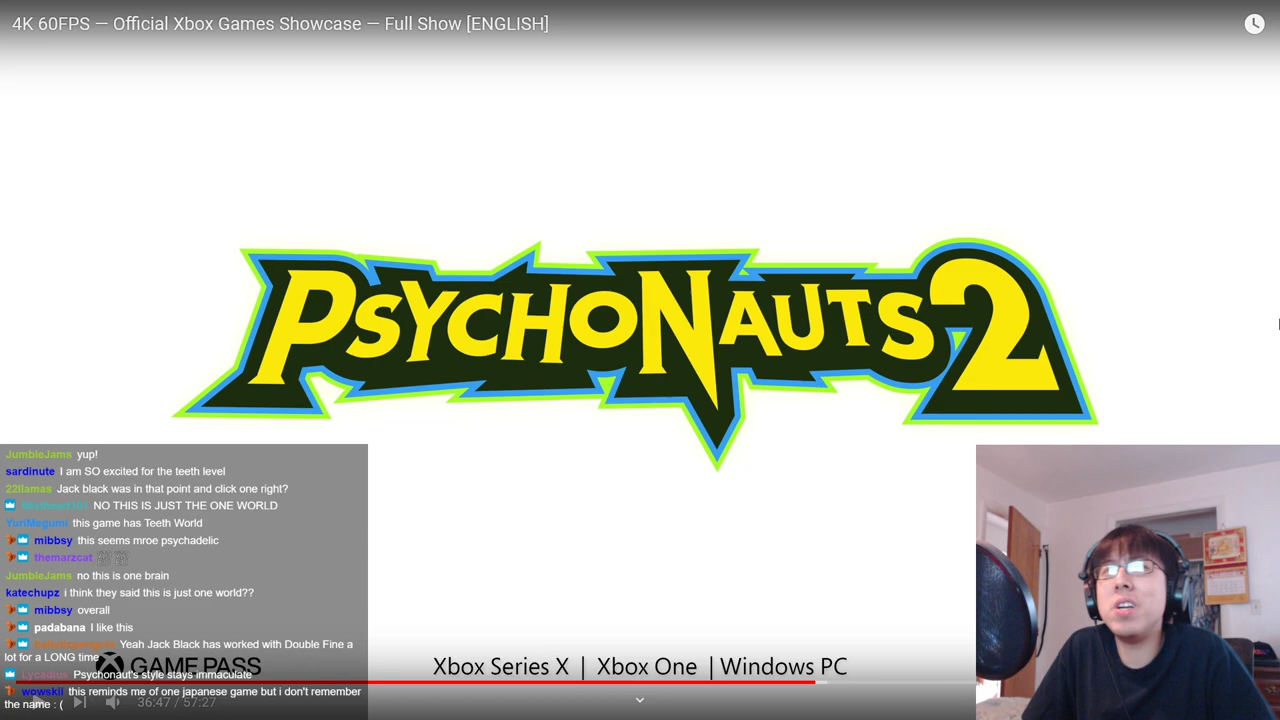 4K 60FPS — Official Xbox Games Showcase — Full Show [ENGLISH]
PSYCHONAUTS 2
JumbleJams yup!
sardinute I am SO excited for the teeth level
22llamas Jack black was in that point and click one right?
NO THIS IS JUST THE ONE WORLD
YuriMegumi this game has Teeth World
mibbsy this seems mroe psychadelic
themarzcat
JumbleJams no this is one brain
katechupz i think they said this is just one world??
mibbsy overall
padabana I like this
Yeah Jack Black has worked with Double Fine a
lot for a LONG time
Lycadius Psychonaut's style stays immaculate
wowskii this reminds me of one japanese game but i don't remember
the name : (
GAME PASS
Xbox Series X | Xbox One | Windows PC
36:47 / 57:27